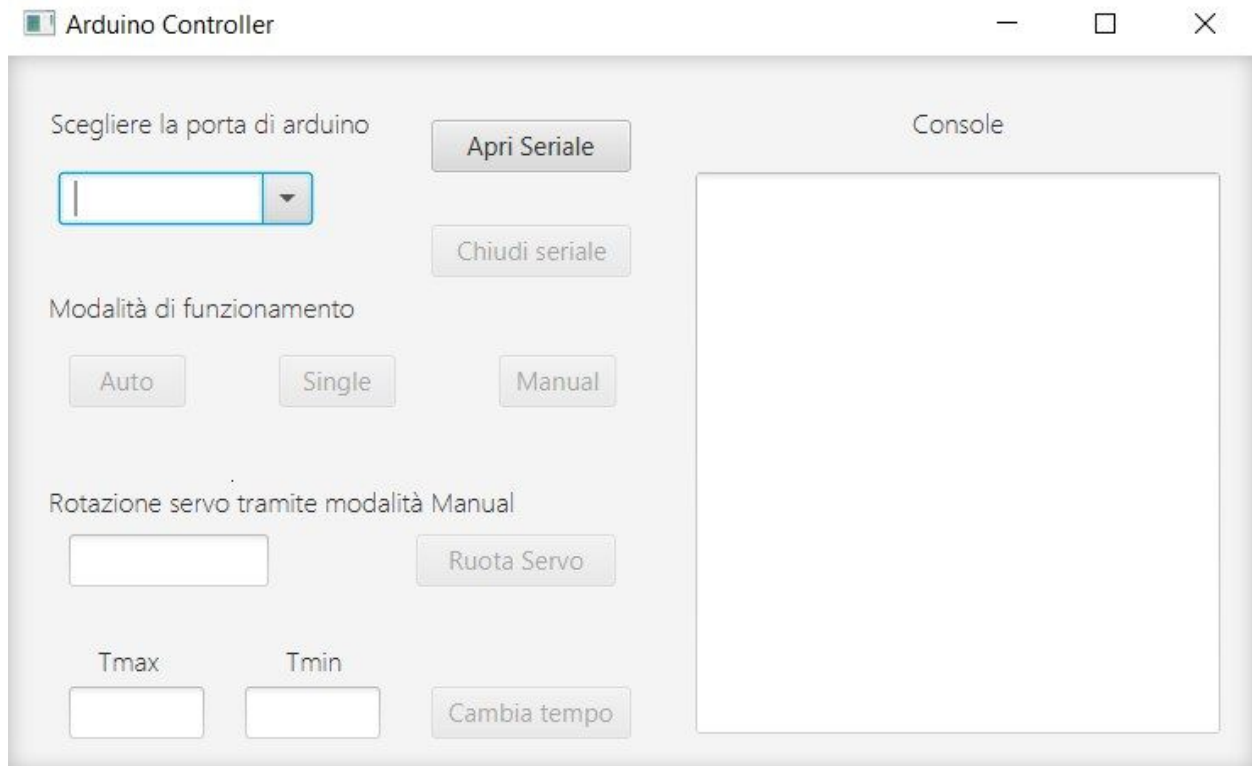 Arduino Controller
Scegliere la porta di arduino
Apri Seriale
Console
Chiudi seriale
Modalità di funzionamento
Auto Single Manual
Rotazione servo tramite modalità Manual
Ruota Servo
Tmax Tmin
Cambia tempo